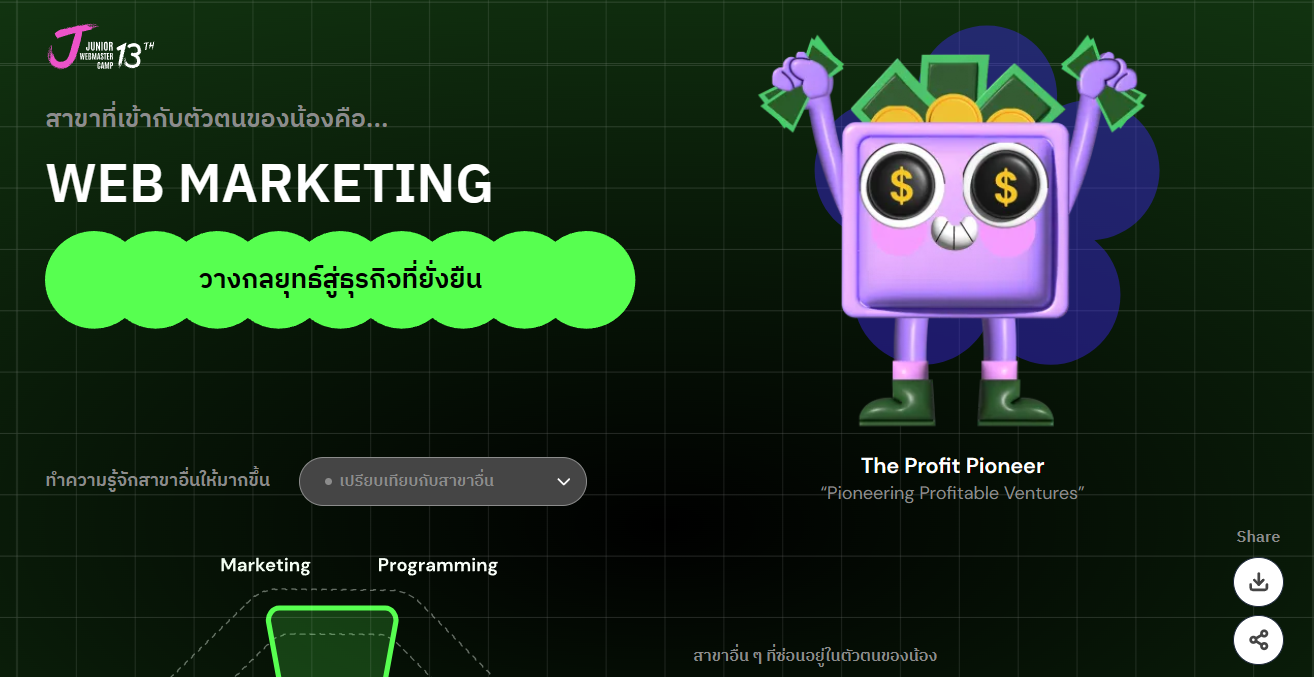 J JUNIOR WEBMASTER CAMP 13TH
สาขาที่เข้ากับตัวตนของน้องคือ...
WEB MARKETING
วางกลยุทธ์สู่ธุรกิจที่ยั่งยืน
ทำความรู้จักสาขาอื่นให้มากขึ้น
เปรียบเทียบกับสาขาอื่น
$ $
The Profit Pioneer
“Pioneering Profitable Ventures”
Share
Marketing
Programming
สาขาอื่น ๆ ที่ซ่อนอยู่ในตัวตนของน้อง